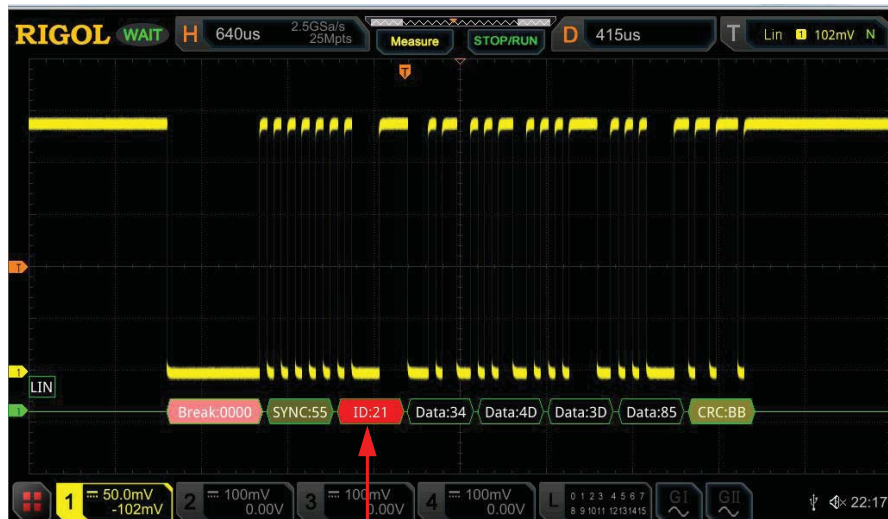 RIGOL WAIT H 640us 2.5GSa/s 25Mpts Measure STOP/RUN D 415us T Lin 1 102mV N
T
T
1
LIN
1 Break:0000 SYNC:55 ID:21 Data:34 Data:4D Data:3D Data:85 CRC:BB
1 50.0mV -102mV 2 100mV 0.00V 3 100mV 0.00V 4 100mV 0.00V L 0 1 2 3 4 5 6 7 8 9 10 11 12 13 14 15 GI GII 22:17